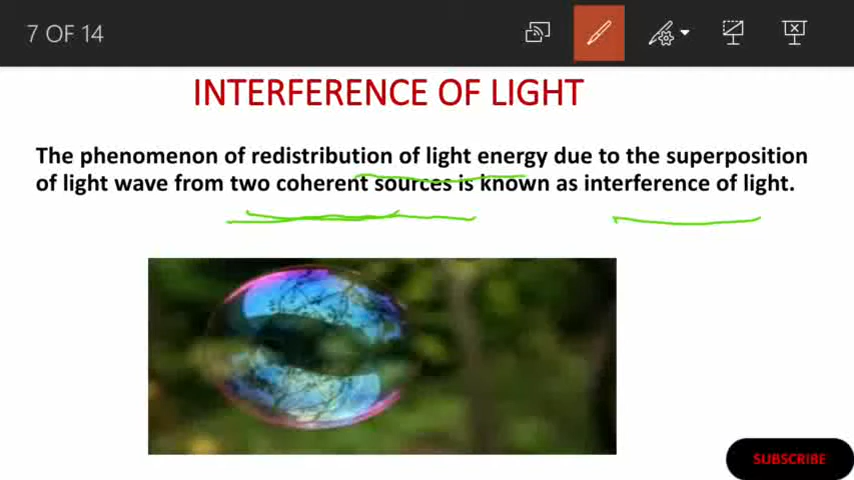 7 OF 14
INTERFERENCE OF LIGHT
The phenomenon of redistribution of light energy due to the superposition
of light wave from two coherent sources is known as interference of light.
SUBSCRIBE